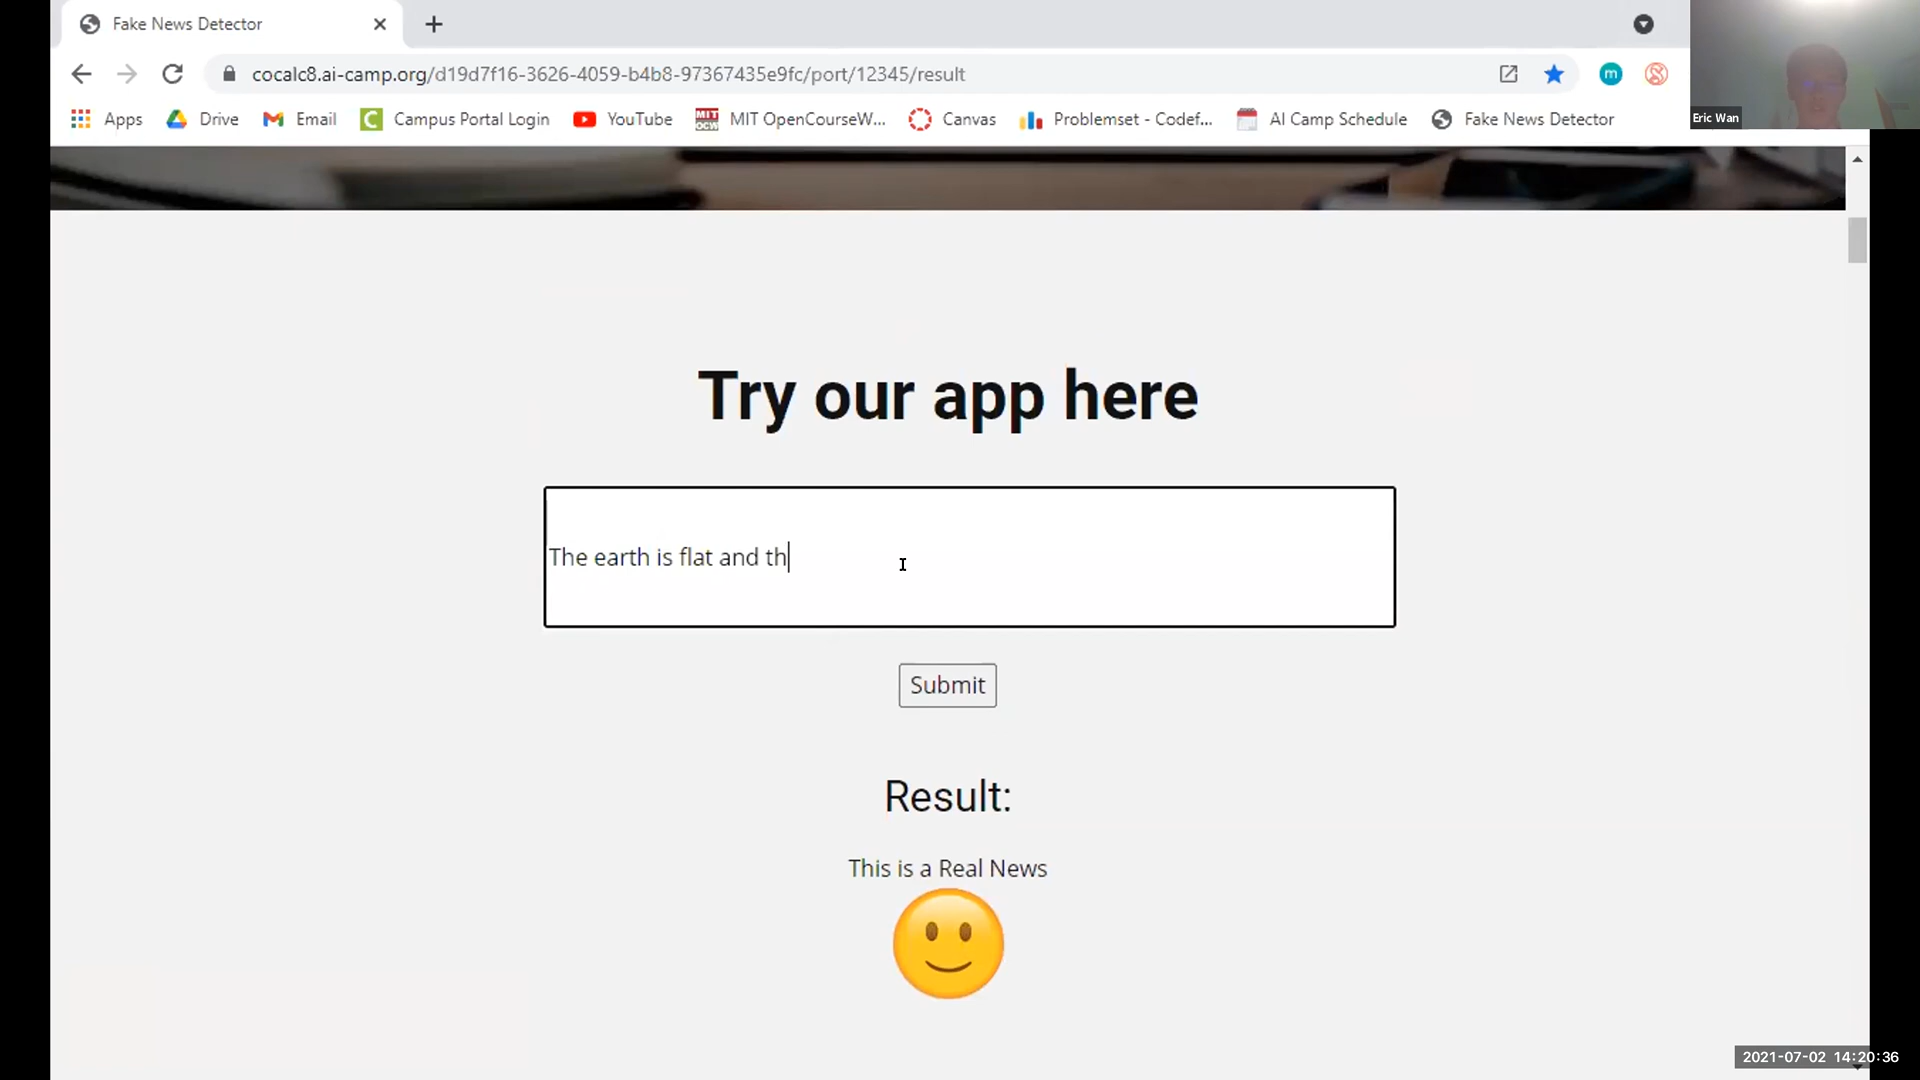 Fake News Detector
cocalc8.ai-camp.org/d19d7f16-3626-4059-b4b8-97367435e9fc/port/12345/result
m
Eric Wan
Apps
Drive
Email
C
Campus Portal Login
YouTube
MIT OCW
MIT OpenCourseW...
Canvas
Problemset - Codef...
AI Camp Schedule
Fake News Detector
Try our app here
The earth is flat and th
Submit
Result:
This is a Real News
2021-07-02 14:20:36